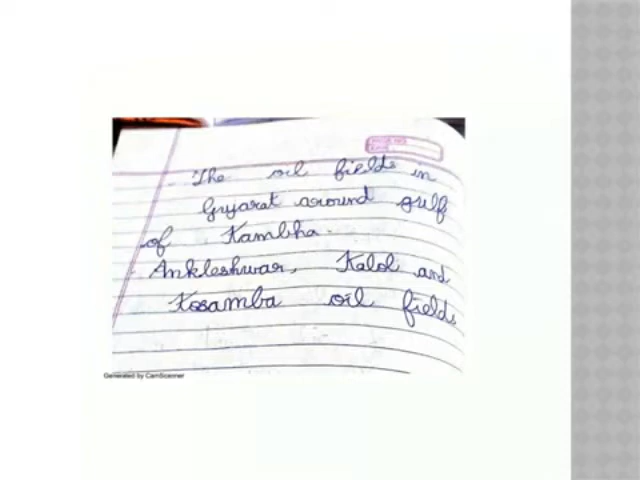 The oil fields in
Gujarat around gulf
of Kambha.
Ankleshwar, Kalol and
Kosamba oil fields
Generated by CamScanner